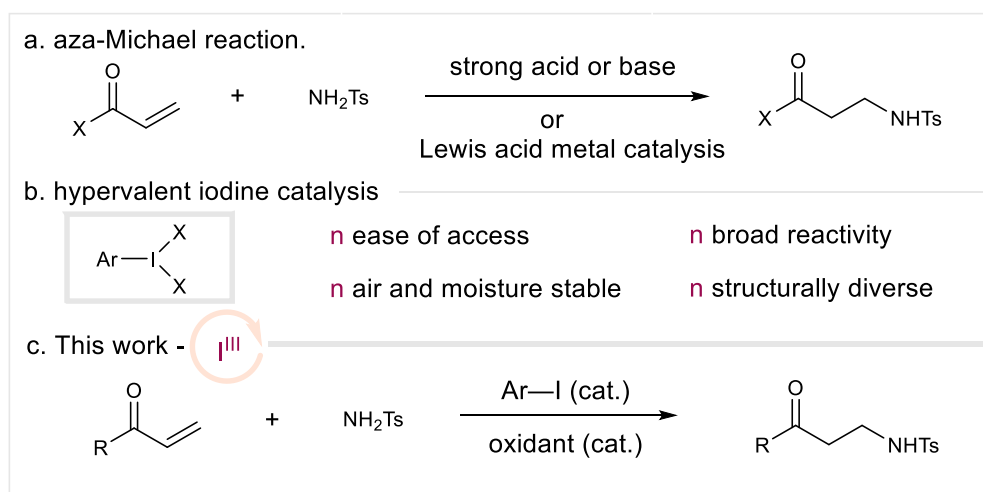 a. aza-Michael reaction.
O
X
+
NH₂Ts
strong acid or base
or
Lewis acid metal catalysis
O
X
NHTs
b. hypervalent iodine catalysis
Ar—I
X
X
n ease of access
n broad reactivity
n air and moisture stable
n structurally diverse
c. This work - Iᴵᴵᴵ
O
R
+
NH₂Ts
Ar—I (cat.)
oxidant (cat.)
O
R
NHTs